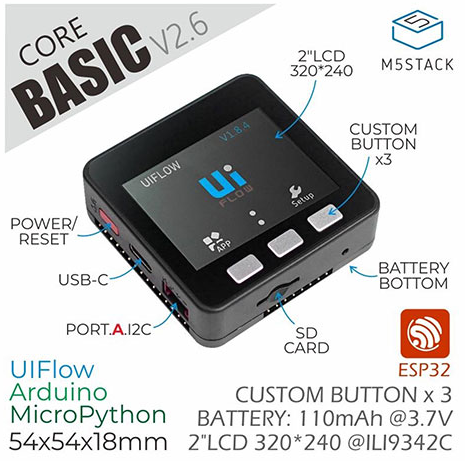 CORE
BASIC V2.6
M5STACK
2"LCD
320*240
CUSTOM
BUTTON
x3
V1.8.4
UIFLOW
Ui
FLOW
Setup
APP
POWER/
RESET
USB-C
PORT.A.I2C
BATTERY
BOTTOM
SD
CARD
ESP32
UIFlow
Arduino
MicroPython
54x54x18mm
CUSTOM BUTTON x 3
BATTERY: 110mAh @3.7V
2"LCD 320*240 @ILI9342C